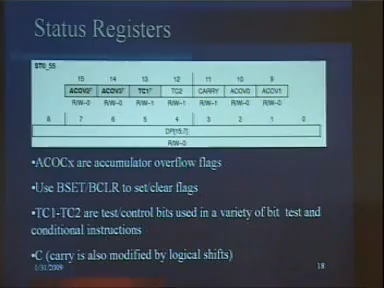 Status Registers
ST0_55
15 14 13 12 11 10 9
ACOV2† ACOV3† TC1† TC2 CARRY ACOV0 ACOV1
R/W-0 R/W-0 R/W-1 R/W-1 R/W-1 R/W-0 R/W-0
8 7 6 5 4 3 2 1 0
DP[15:7]
R/W-0
•ACOCx are accumulator overflow flags
•Use BSET/BCLR to set/clear flags
•TC1-TC2 are test/control bits used in a variety of bit test and
conditional instructions
•C (carry is also modified by logical shifts)
1/31/2009 18